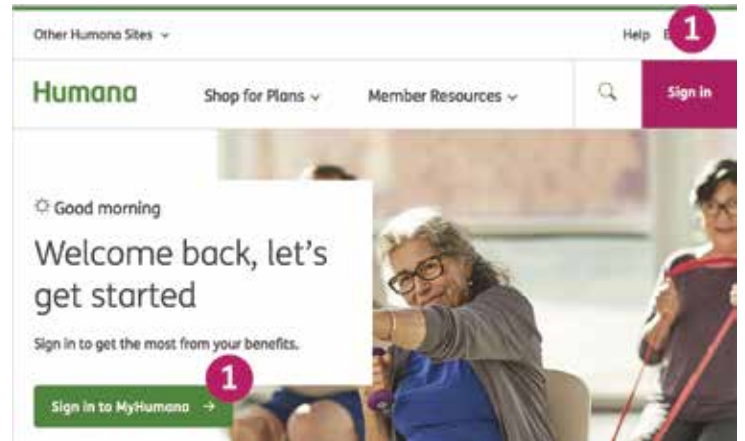 Other Humana Sites
Help
1
Humana
Shop for Plans
Member Resources
Sign in
Good morning
Welcome back, let's
get started
Sign in to get the most from your benefits.
1
Sign in to MyHumana →